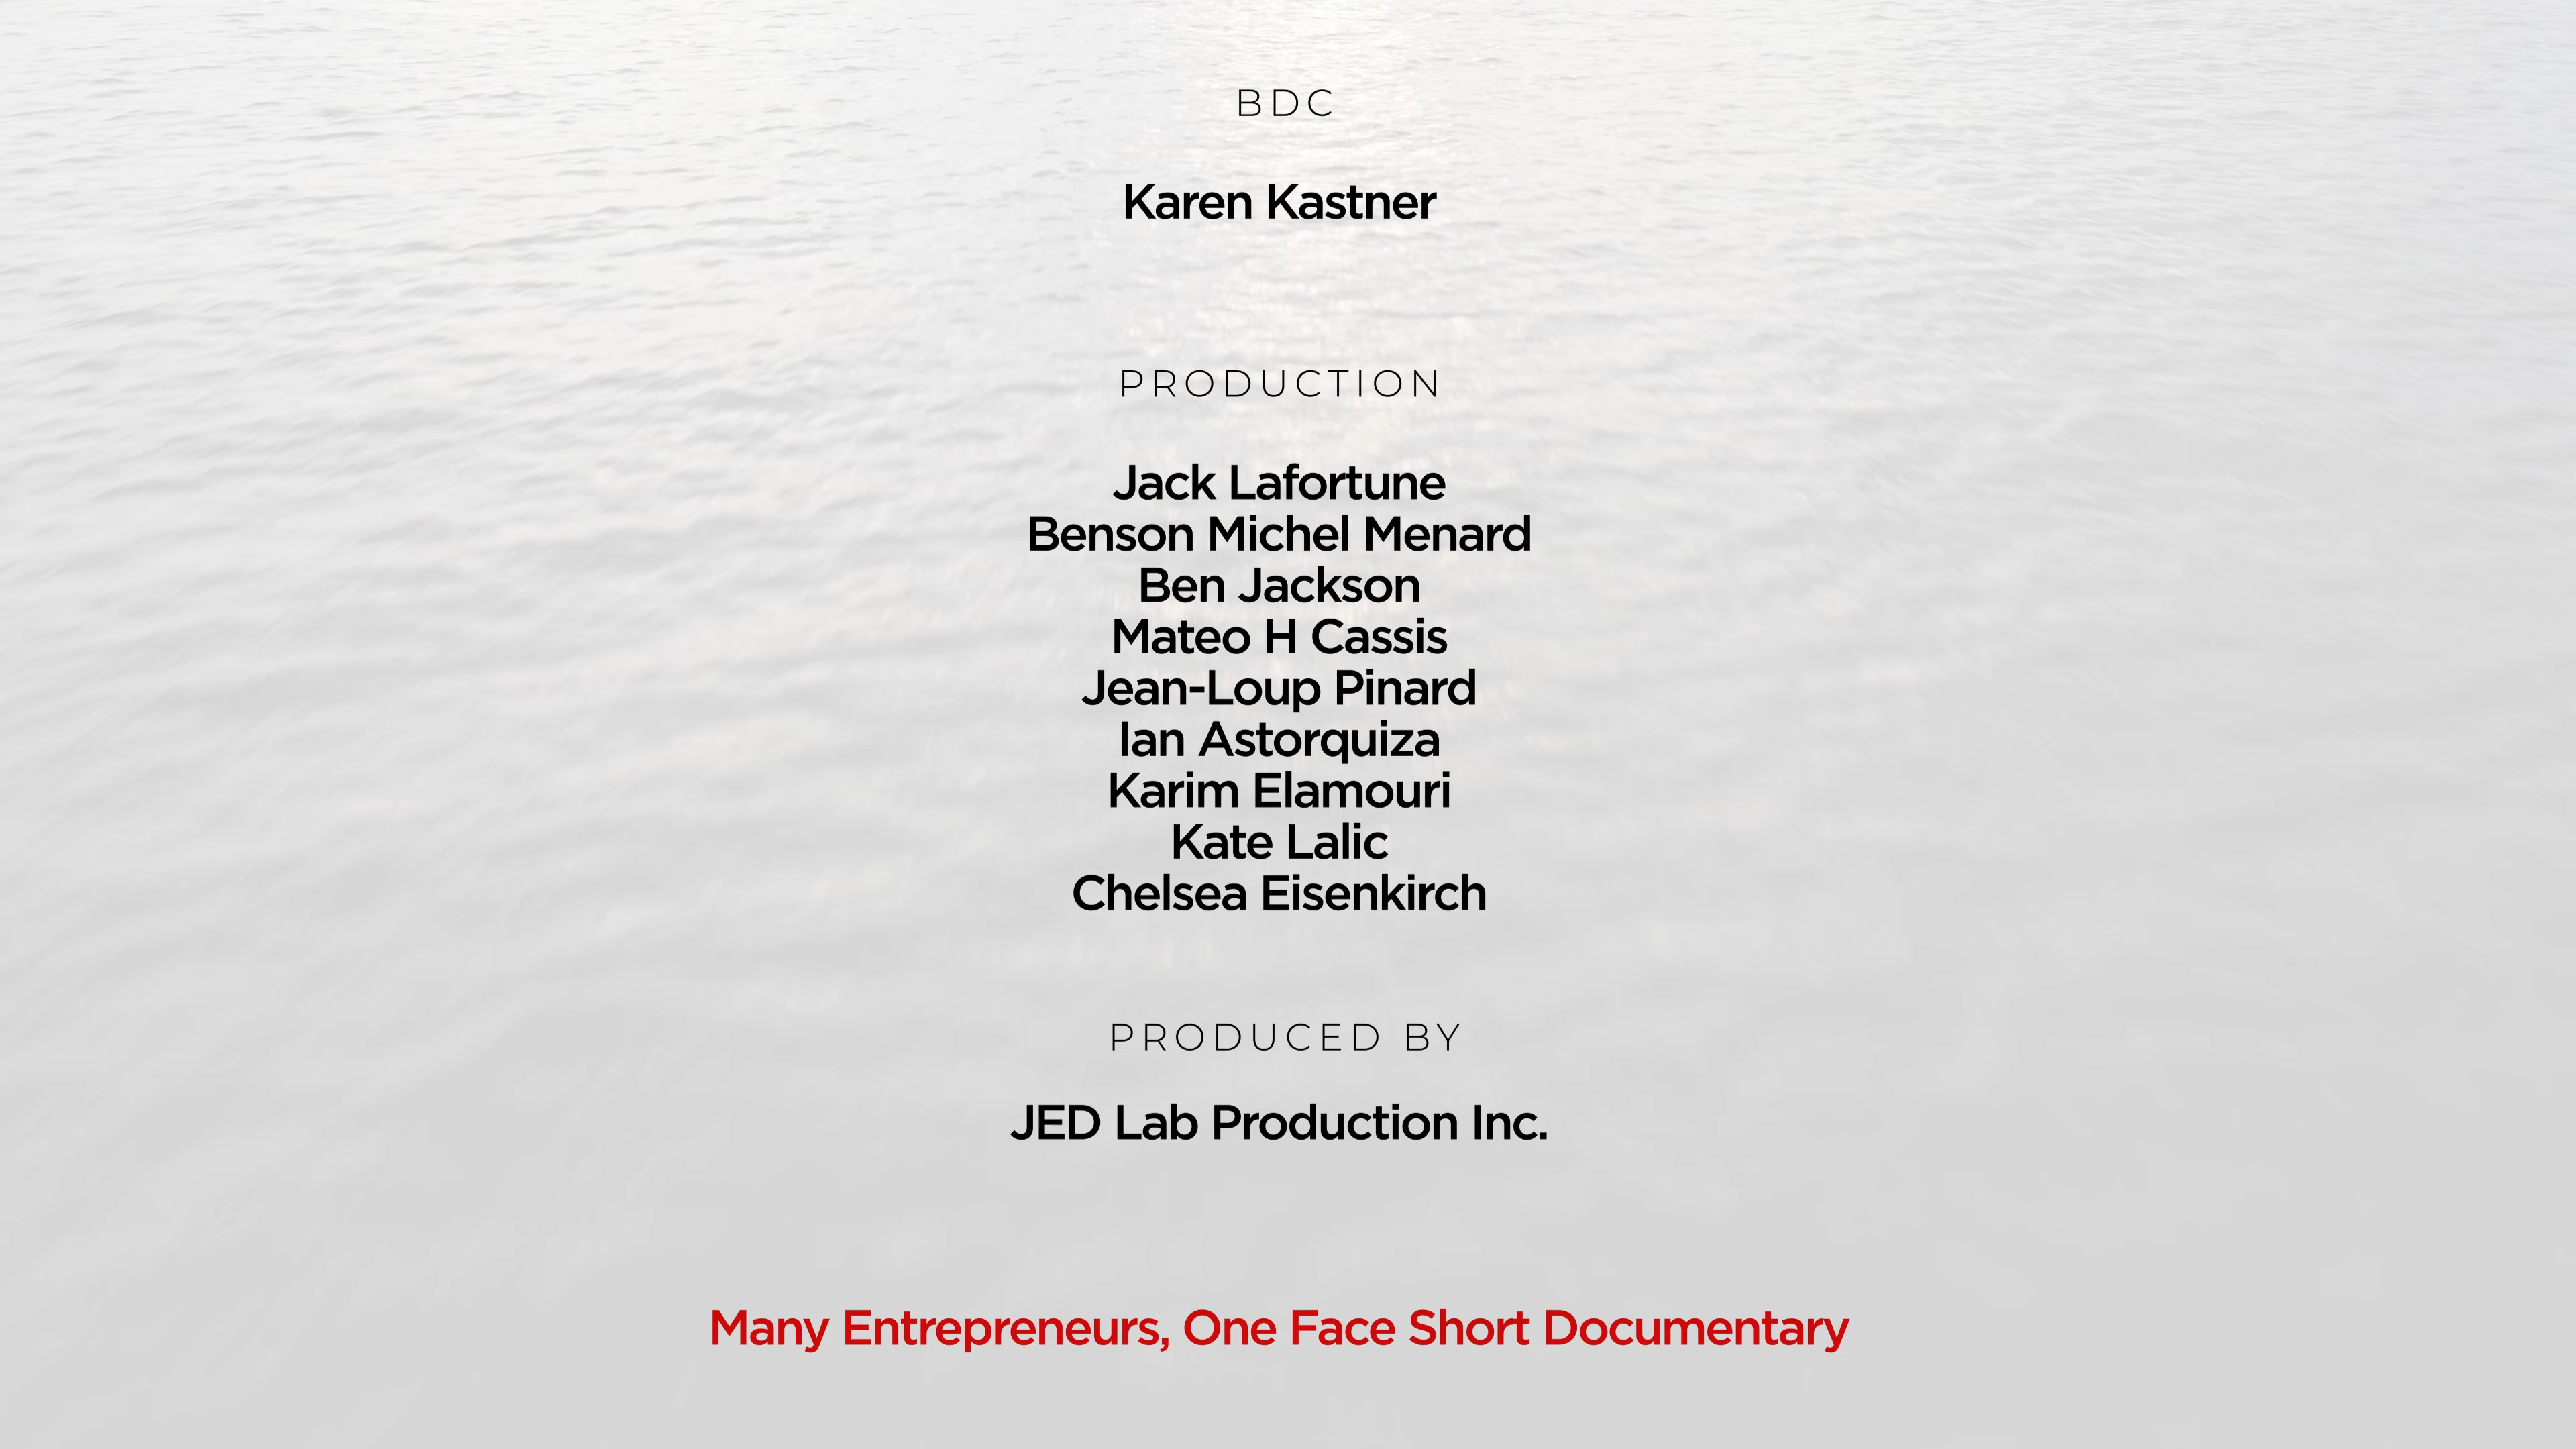 BDC
Karen Kastner
PRODUCTION
Jack Lafortune
Benson Michel Menard
Ben Jackson
Mateo H Cassis
Jean-Loup Pinard
Ian Astorquiza
Karim Elamouri
Kate Lalic
Chelsea Eisenkirch
PRODUCED BY
JED Lab Production Inc.
Many Entrepreneurs, One Face Short Documentary